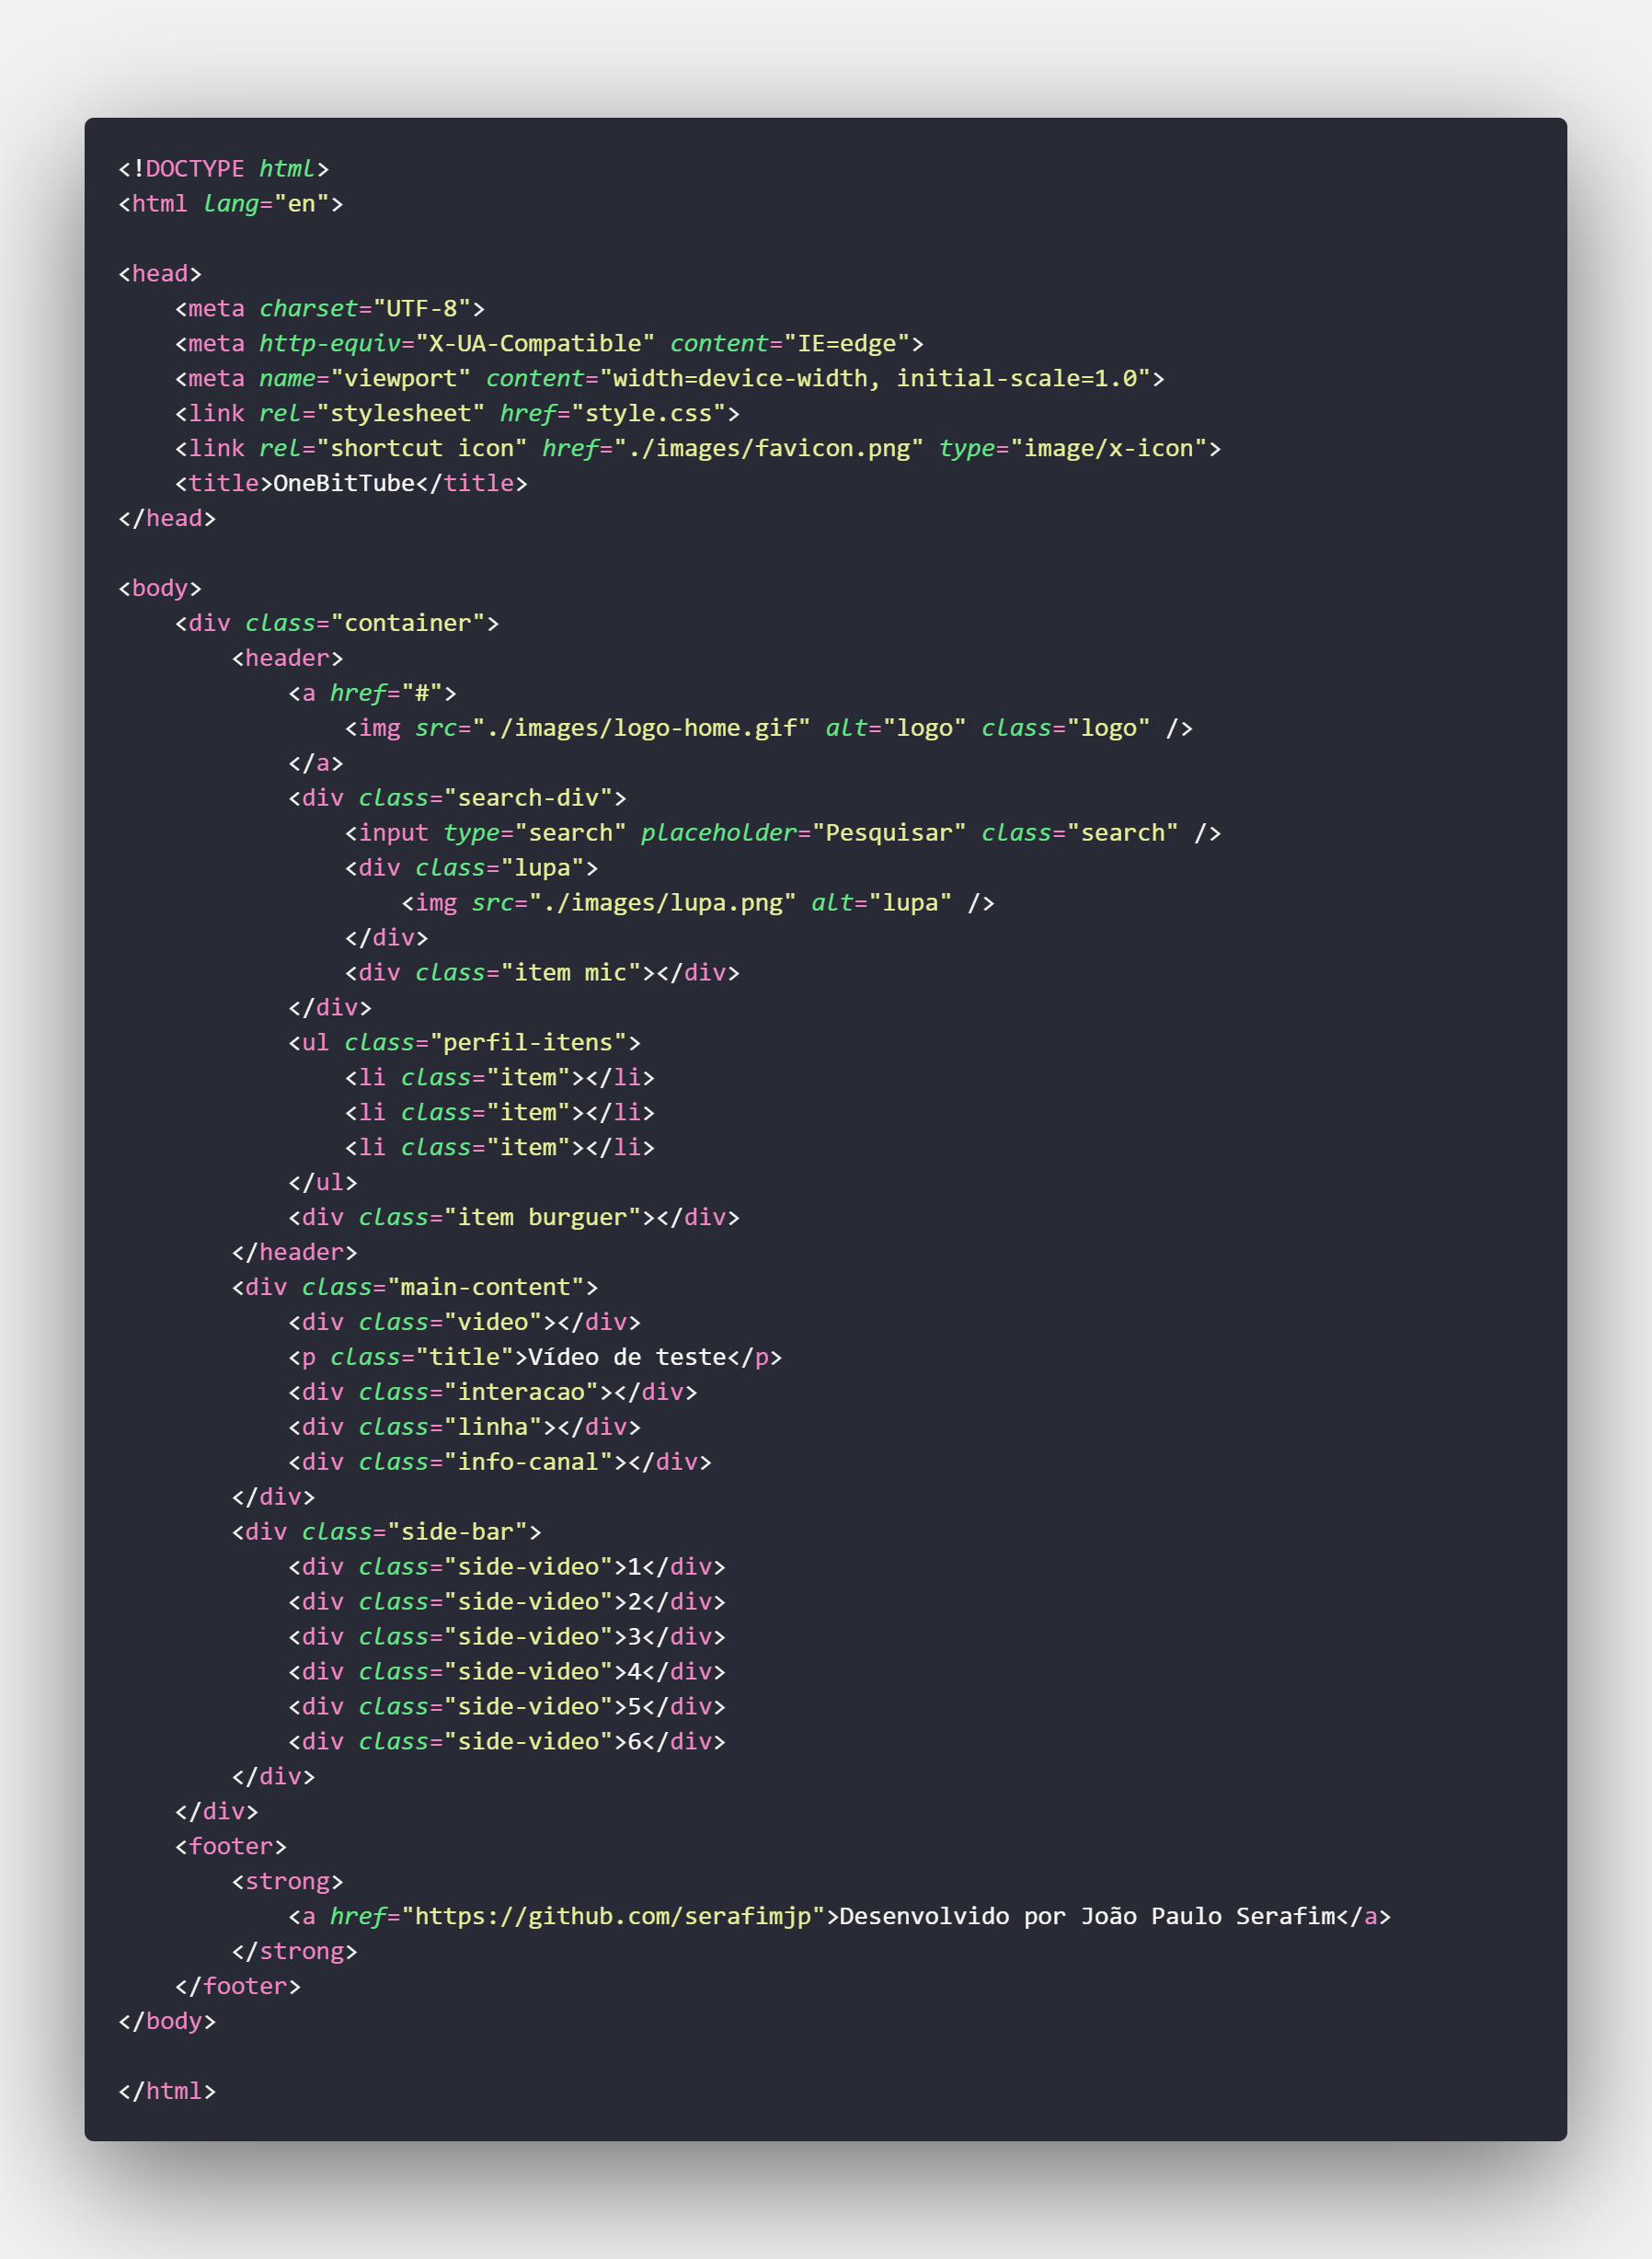 <!DOCTYPE html>
<html lang="en">

<head>
    <meta charset="UTF-8">
    <meta http-equiv="X-UA-Compatible" content="IE=edge">
    <meta name="viewport" content="width=device-width, initial-scale=1.0">
    <link rel="stylesheet" href="style.css">
    <link rel="shortcut icon" href="./images/favicon.png" type="image/x-icon">
    <title>OneBitTube</title>
</head>

<body>
    <div class="container">
        <header>
            <a href="#">
                <img src="./images/logo-home.gif" alt="logo" class="logo" />
            </a>
            <div class="search-div">
                <input type="search" placeholder="Pesquisar" class="search" />
                <div class="lupa">
                    <img src="./images/lupa.png" alt="lupa" />
                </div>
                <div class="item mic"></div>
            </div>
            <ul class="perfil-itens">
                <li class="item"></li>
                <li class="item"></li>
                <li class="item"></li>
            </ul>
            <div class="item burguer"></div>
        </header>
        <div class="main-content">
            <div class="video"></div>
            <p class="title">Vídeo de teste</p>
            <div class="interacao"></div>
            <div class="linha"></div>
            <div class="info-canal"></div>
        </div>
        <div class="side-bar">
            <div class="side-video">1</div>
            <div class="side-video">2</div>
            <div class="side-video">3</div>
            <div class="side-video">4</div>
            <div class="side-video">5</div>
            <div class="side-video">6</div>
        </div>
    </div>
    <footer>
        <strong>
            <a href="https://github.com/serafimjp">Desenvolvido por João Paulo Serafim</a>
        </strong>
    </footer>
</body>

</html>